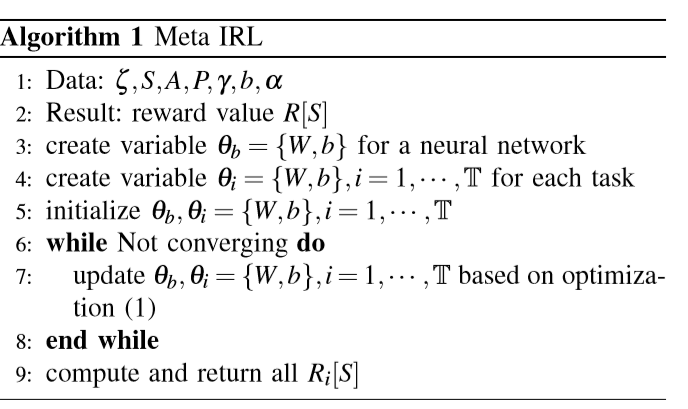 Algorithm 1 Meta IRL
1: Data: ζ, S, A, P, γ, b, α
2: Result: reward value R[S]
3: create variable θ_b = {W, b} for a neural network
4: create variable θ_i = {W, b}, i = 1, ⋯, 𝕋 for each task
5: initialize θ_b, θ_i = {W, b}, i = 1, ⋯, 𝕋
6: while Not converging do
7: update θ_b, θ_i = {W, b}, i = 1, ⋯, 𝕋 based on optimiza-
tion (1)
8: end while
9: compute and return all R_i[S]